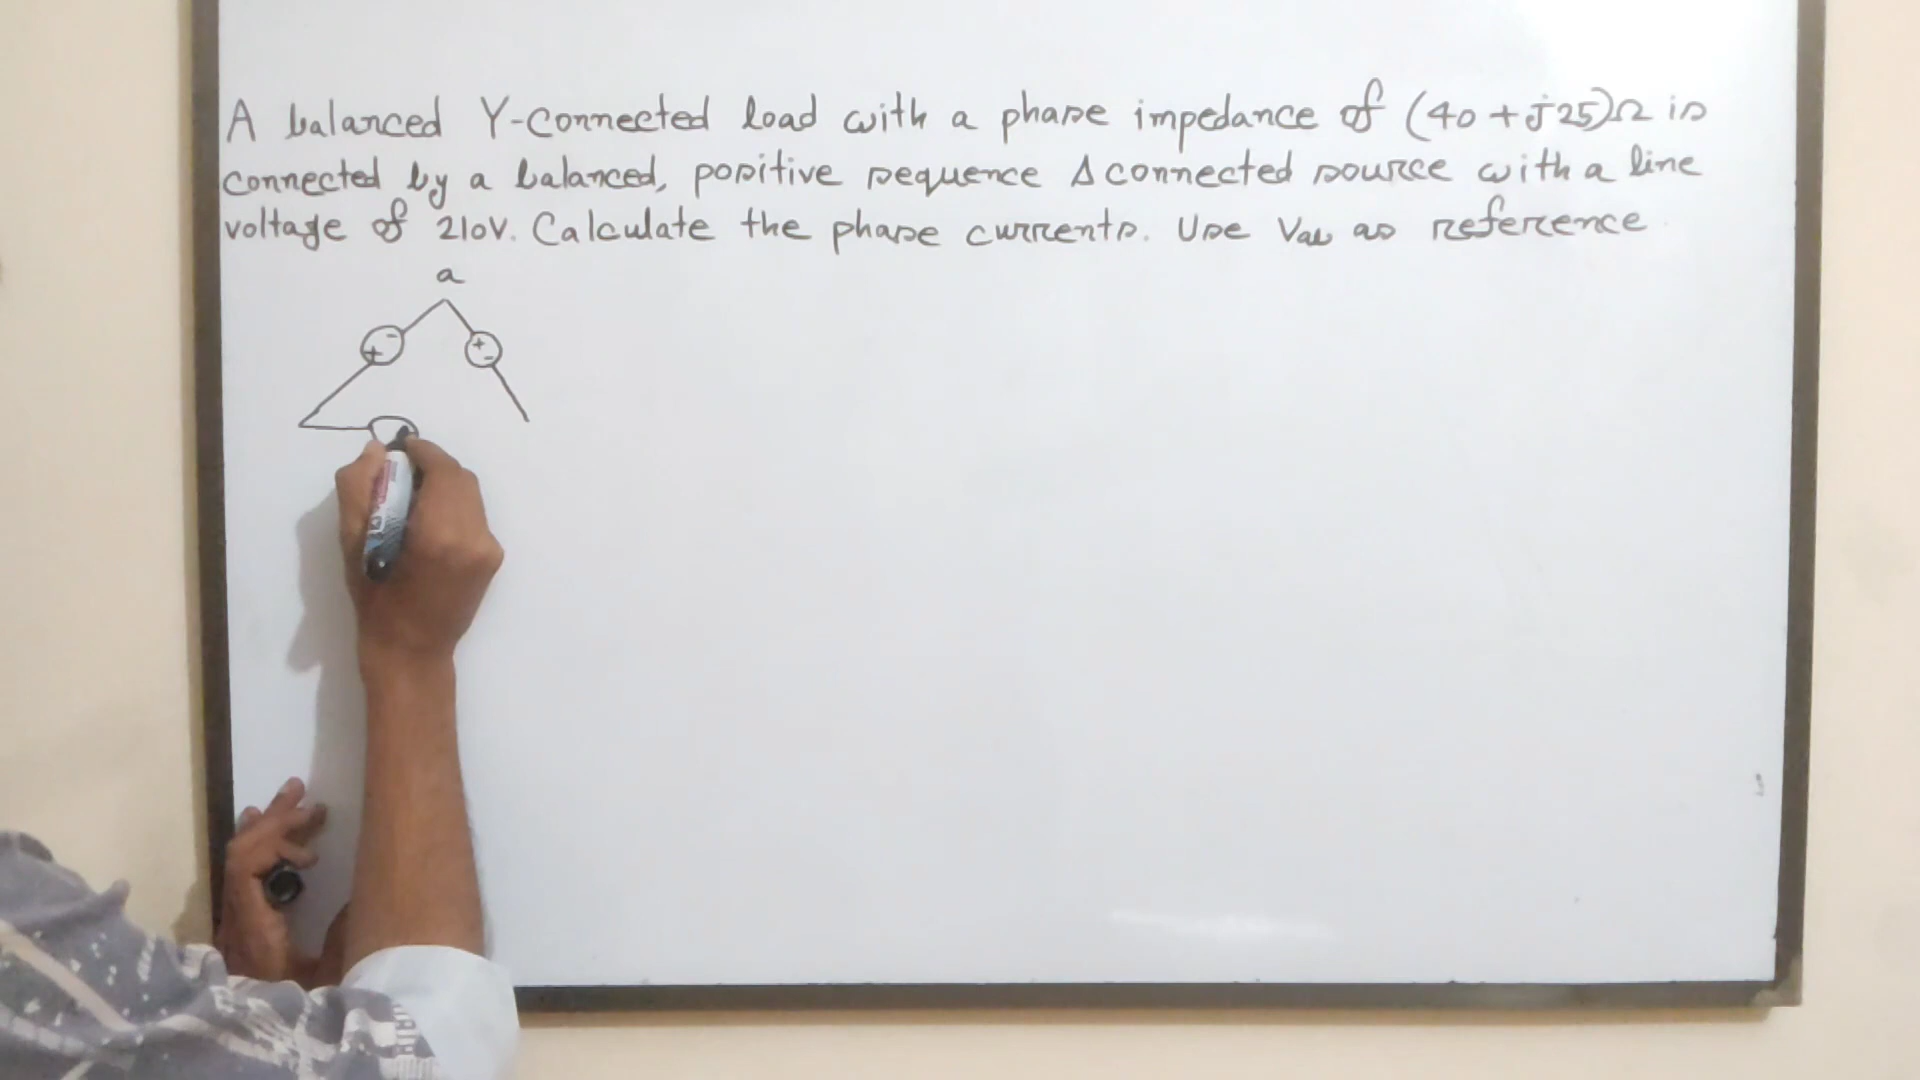 A balanced Y-connected load with a phase impedance of (40 + j25)Ω is
connected by a balanced, positive sequence Δ connected source with a line
voltage of 210V. Calculate the phase currents. Use Vab as reference
a
- +
+ -